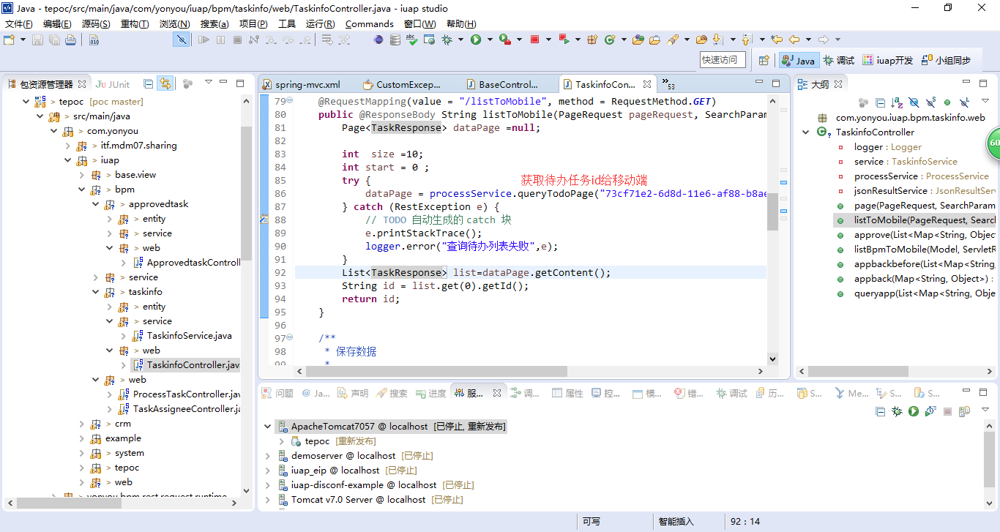 Java - tepoc/src/main/java/com/yonyou/iuap/bpm/taskinfo/web/TaskinfoController.java - iuap studio
文件(F) 编辑(E) 源码(S) 重构(T) 浏览(N) 搜索(a) 项目(P) 工具 运行(R) Commands 窗口(W) 帮助(H)
快速访问 Java 调试 iuap开发 小组同步
包资源管理器 JUnit
tepoc [poc master]
> src/main/java
> com.yonyou
> itf.mdm07.sharing
> iuap
> base.view
> bpm
> approvedtask
> entity
> service
> web
ApprovedtaskControll
> service
> taskinfo
> entity
> service
TaskinfoService.java
> web
TaskinfoController.java
> web
ProcessTaskController.jav
TaskAssigneeController.ja
> crm
example
> system
> tepoc
> web
> yonyou.bpm.rest.request.runtime
spring-mvc.xml CustomExcep... BaseControl... TaskinfoCon... »53
79 @RequestMapping(value = "/listToMobile", method = RequestMethod.GET)
80 public @ResponseBody String listToMobile(PageRequest pageRequest, SearchParam
81 Page<TaskResponse> dataPage =null;
82
83 int  size =10;
84 int start = 0 ;
85 try {
获取待办任务id给移动端
86 dataPage = processService.queryTodoPage("73cf71e2-6d8d-11e6-af88-b8ae
87 } catch (RestException e) {
88 // TODO 自动生成的 catch 块
89 e.printStackTrace();
90 logger.error("查询待办列表失败",e);
91 }
92 List<TaskResponse> list=dataPage.getContent();
93 String id = list.get(0).getId();
94 return id;
95 }
96
97 /**
98 * 保存数据
99 *
大纲
com.yonyou.iuap.bpm.taskinfo.web
TaskinfoController
logger : Logger
service : TaskinfoService
processService : ProcessService
jsonResultService : JsonResultServ
page(PageRequest, SearchParam
listToMobile(PageRequest, Searc
approve(List<Map<String, Objec
listBpmToMobile(Model, ServletR
appbackbefore(List<Map<String,
appback(Map<String, Object>) :
queryapp(List<Map<String, Obje
60
问题 @ Ja... 声明 搜索 进度 服... 调... 属性 控... 模... 错... 调试 历... S... Me... S... S...
ApacheTomcat7057 @ localhost [已停止, 重新发布]
tepoc [重新发布]
demoserver @ localhost [已停止]
iuap_eip @ localhost [已停止]
iuap-disconf-example @ localhost [已停止]
Tomcat v7.0 Server @ localhost [已停止]
可写 智能插入 92 : 14